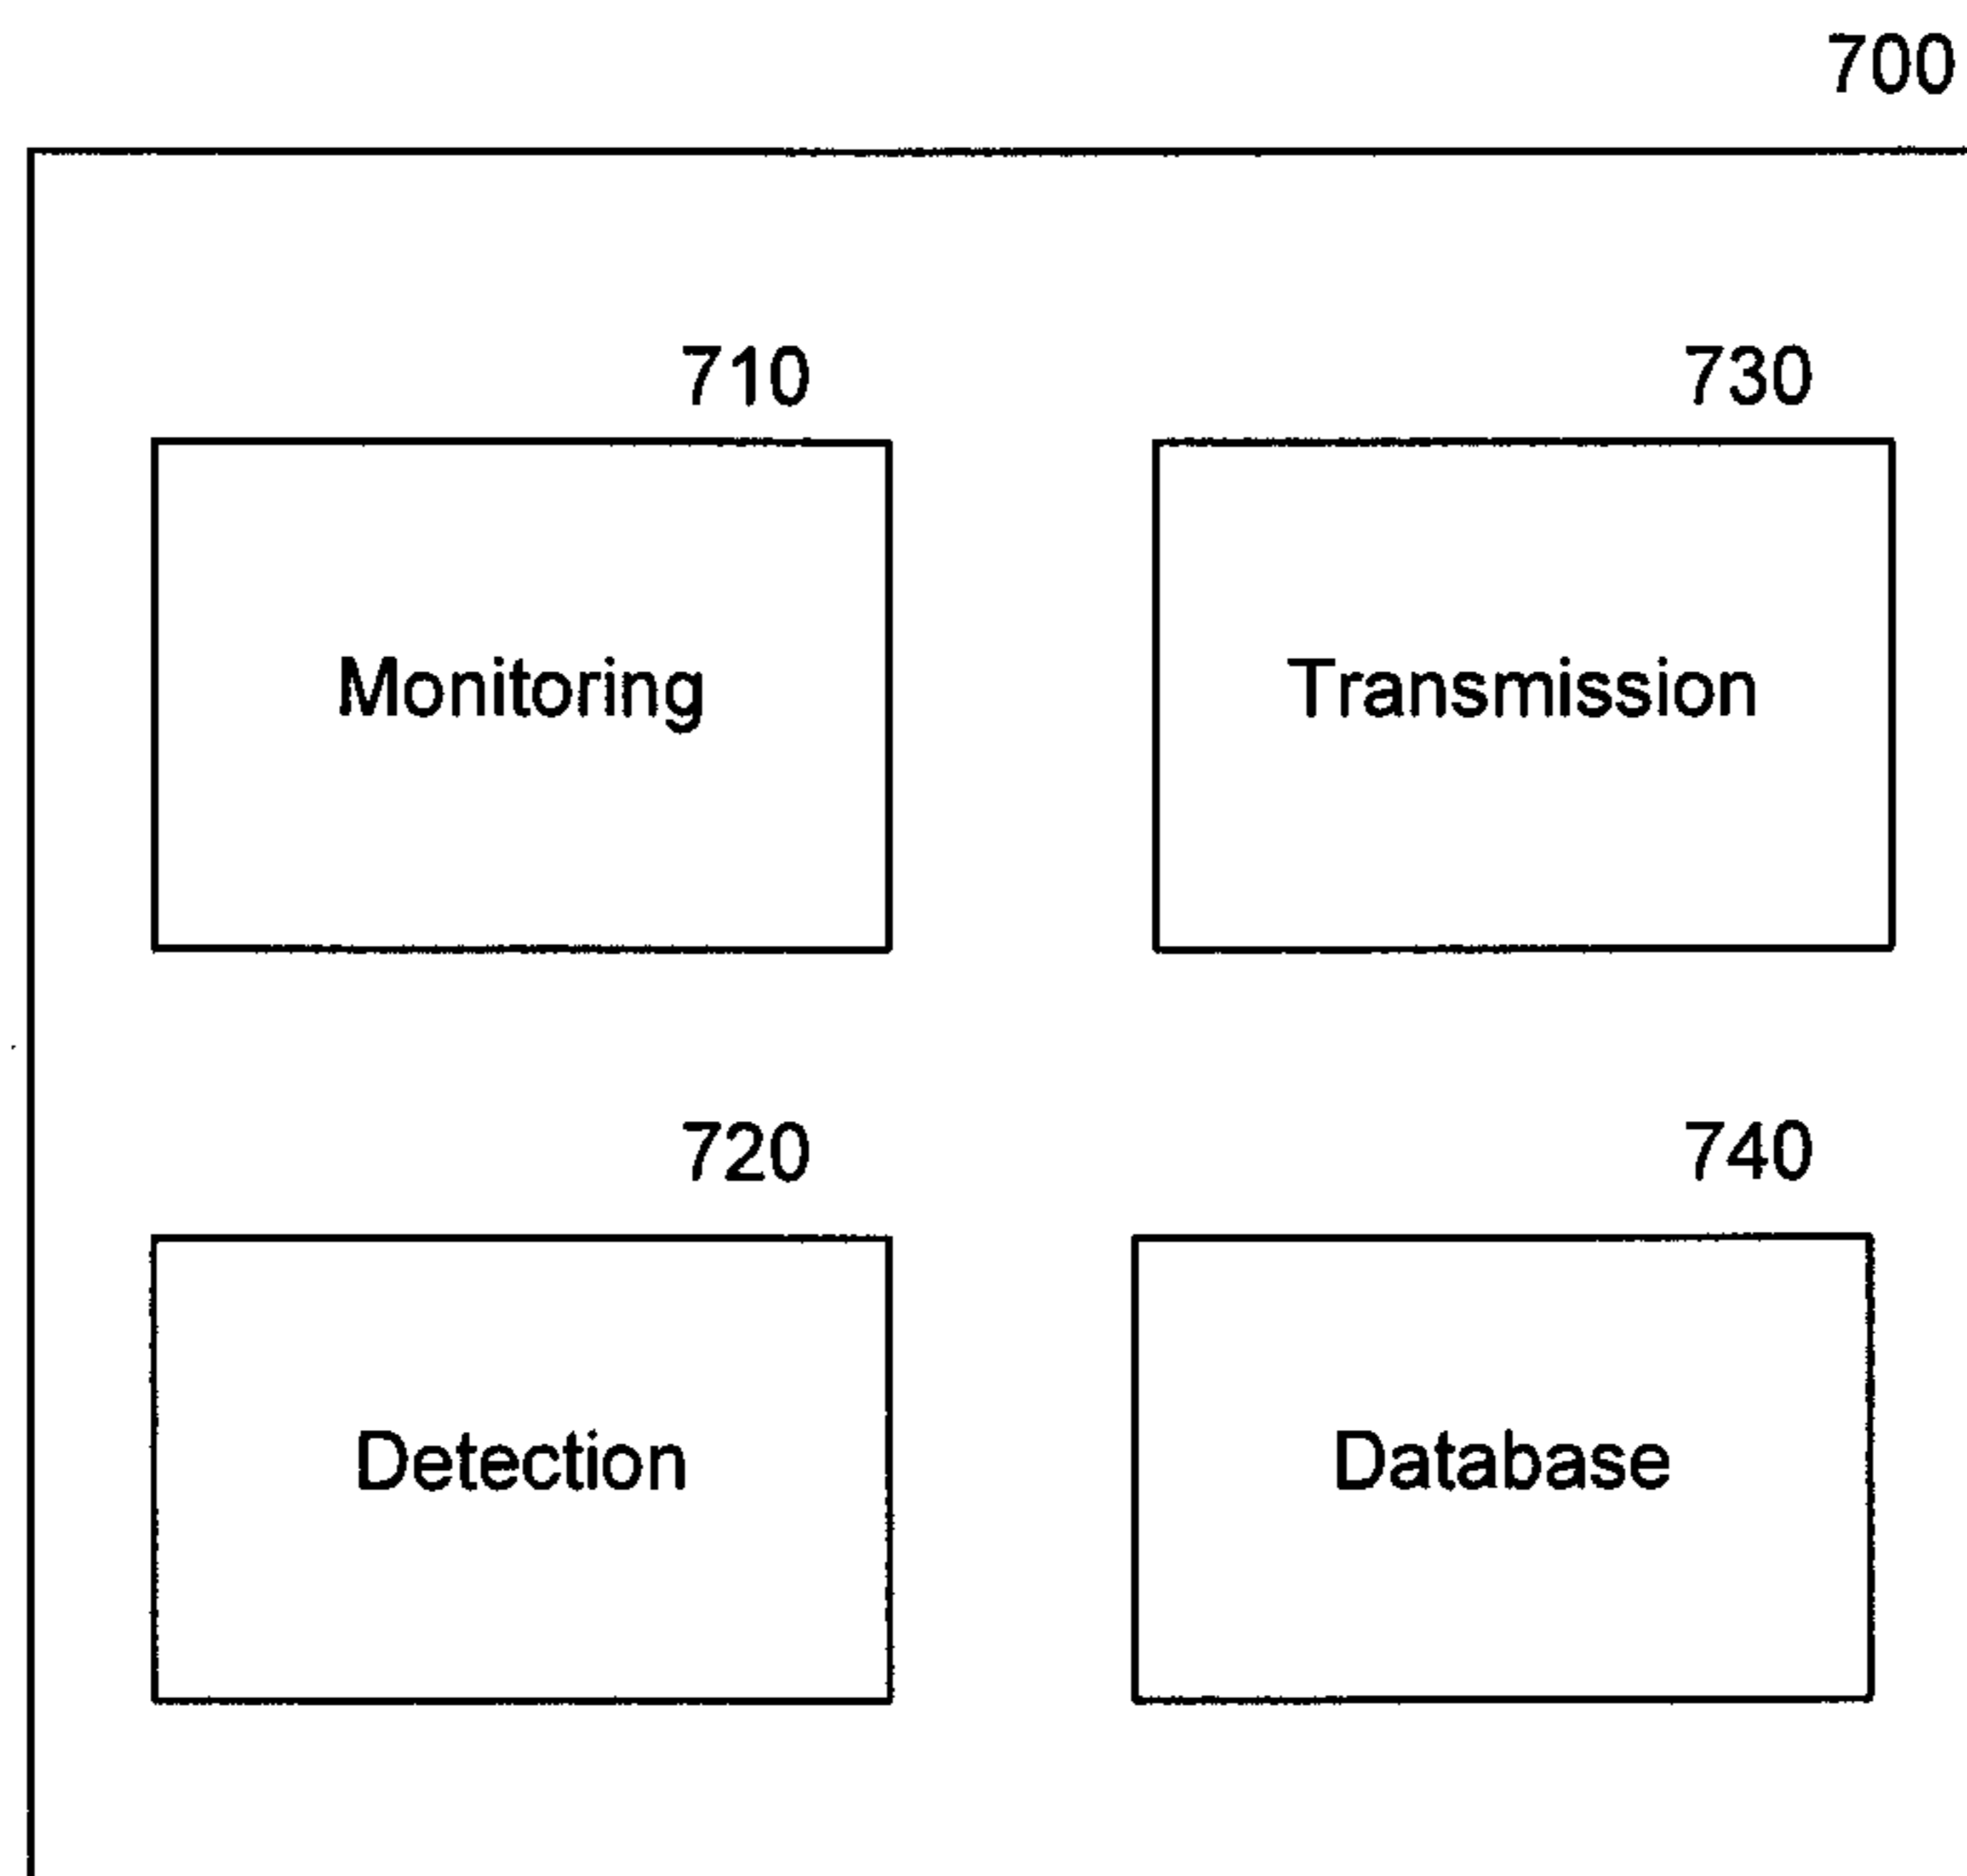 700
710 730
Monitoring Transmission
720 740
Detection Database